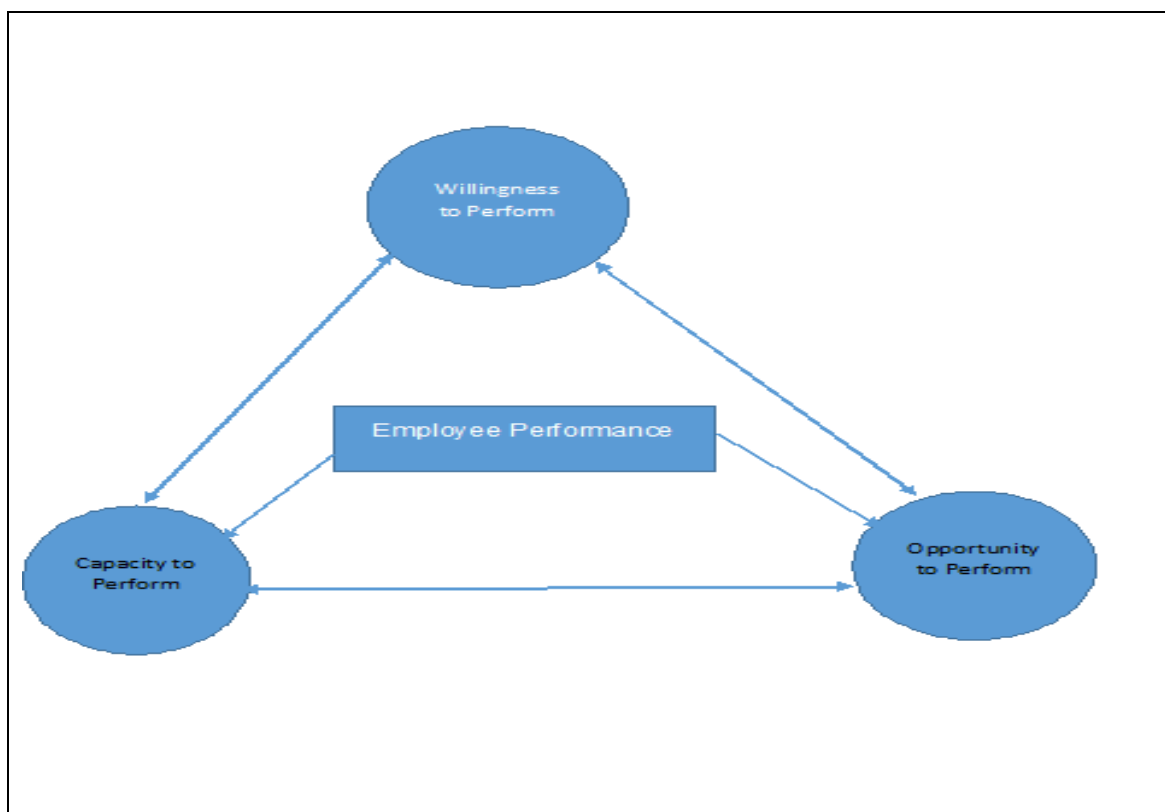 Willingness
to Perform
Employee Performance
Capacity to
Perform
Opportunity
to Perform